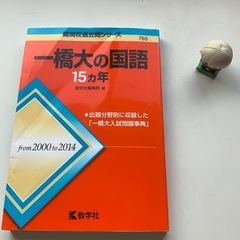 難関校過去問シリーズ
765
一橋大の国語
15カ年
教学社編集部 編
●出題分野別に収録した
「一橋大入試問題事典」
from 2000 to 2014
教学社